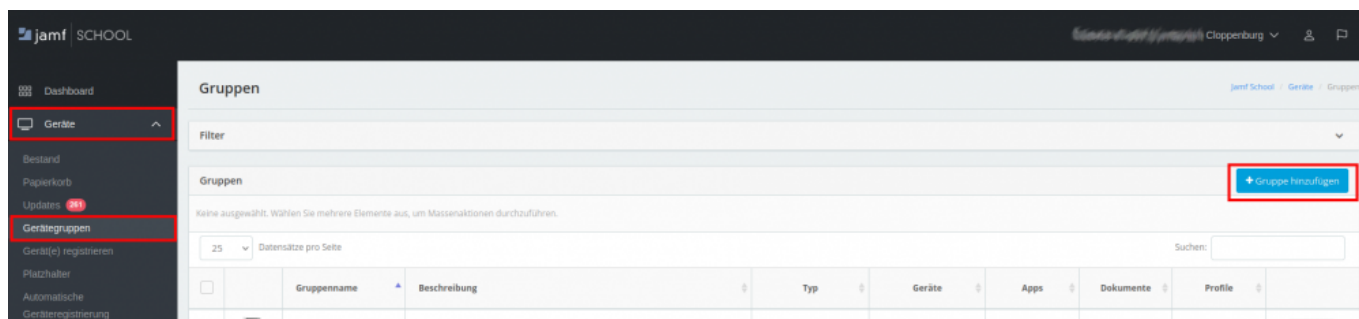 jamf SCHOOL
Cloppenburg
Dashboard
Geräte
Bestand
Papierkorb
Updates 261
Gerätegruppen
Gerät(e) registrieren
Platzhalter
Automatische
Geräteregistrierung
Gruppen
Jamf School / Geräte / Gruppen
Filter
Gruppen
+ Gruppe hinzufügen
Keine ausgewählt. Wählen Sie mehrere Elemente aus, um Massenaktionen durchzuführen.
25 Datensätze pro Seite
Suchen:
Gruppenname Beschreibung Typ Geräte Apps Dokumente Profile